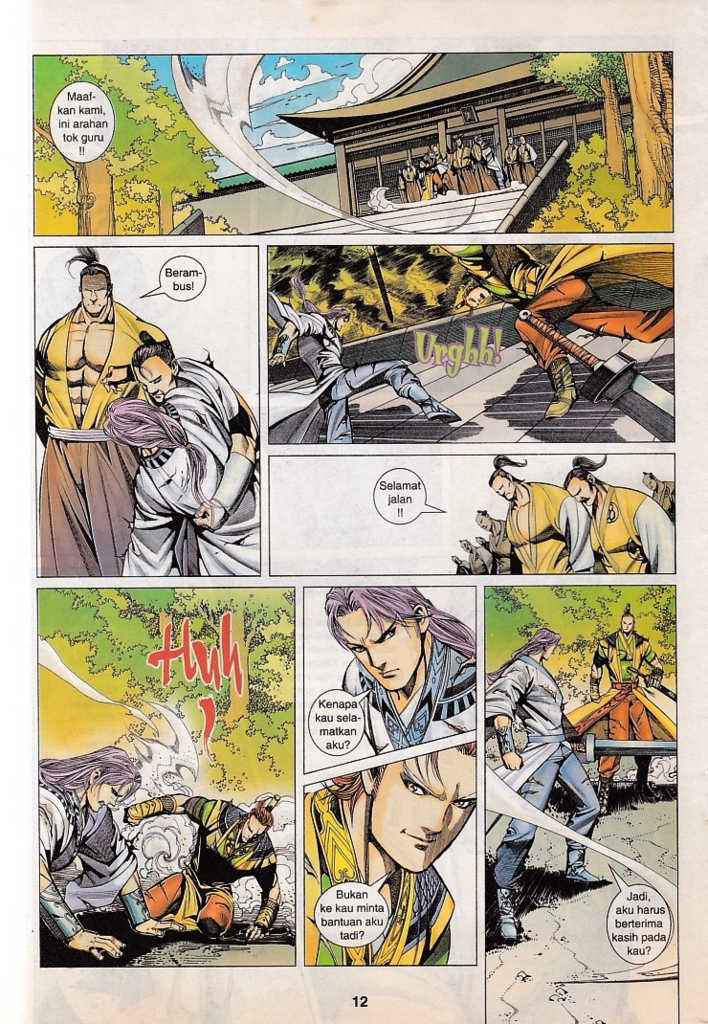 Maaf-
kan kami,
ini arahan
tok guru
!!
Beram-
bus!
Urghh!
Selamat
jalan
!!
Huh
!
Kenapa
kau sela-
matkan
aku?
Bukan
ke kau minta
bantuan aku
tadi?
Jadi,
aku harus
berterima
kasih pada
kau?
12